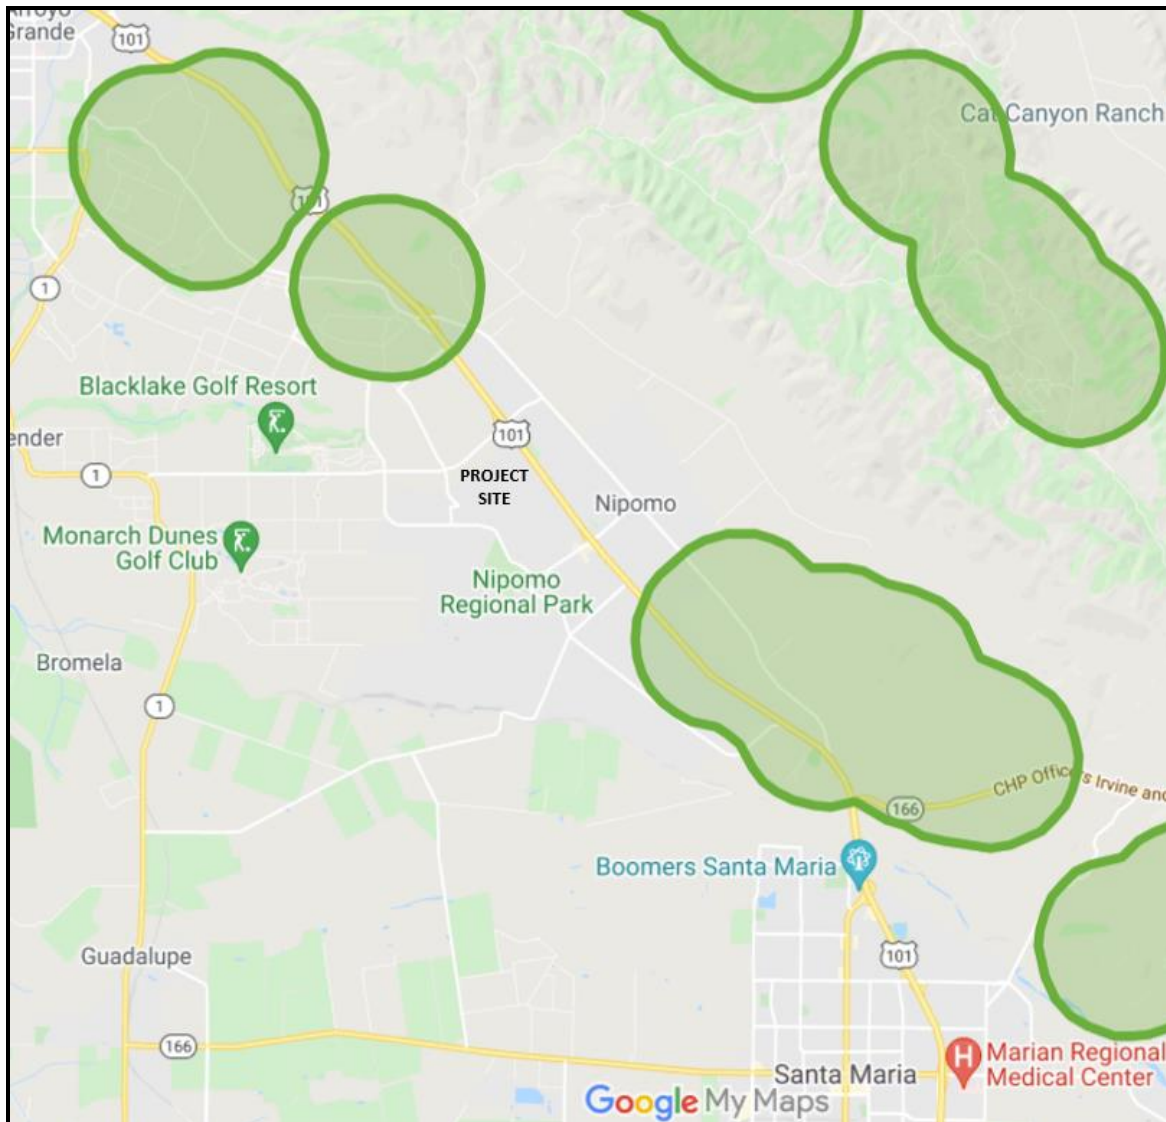 Grande
101
Cat Canyon Ranch
101
1
Blacklake Golf Resort
ender
101
1
PROJECT
SITE
Nipomo
Monarch Dunes
Golf Club
Nipomo
Regional Park
Bromela
1
CHP Officers Irvine and
166
Boomers Santa Maria
Guadalupe
101
166
Marian Regional
Medical Center
Santa Maria
Google My Maps